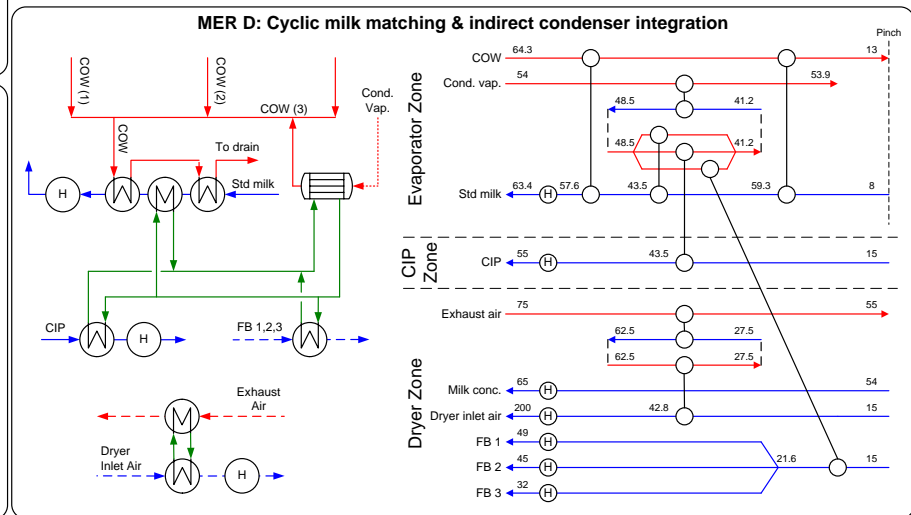 MER D: Cyclic milk matching & indirect condenser integration
COW (1)
COW (2)
COW (3)
COW
Cond.
Vap.
To drain
Std milk
H
CIP
H
FB 1,2,3
Exhaust
Air
Dryer
Inlet Air
H
Pinch
Evaporator Zone
COW
64.3
13
Cond. vap.
54
53.9
48.5
41.2
48.5
41.2
Std milk
63.4
H
57.6
43.5
59.3
8
CIP
Zone
CIP
55
H
43.5
15
Dryer Zone
Exhaust air
75
55
62.5
27.5
62.5
27.5
Milk conc.
65
H
54
Dryer inlet air
200
H
42.8
15
FB 1
49
H
FB 2
45
H
21.6
15
FB 3
32
H